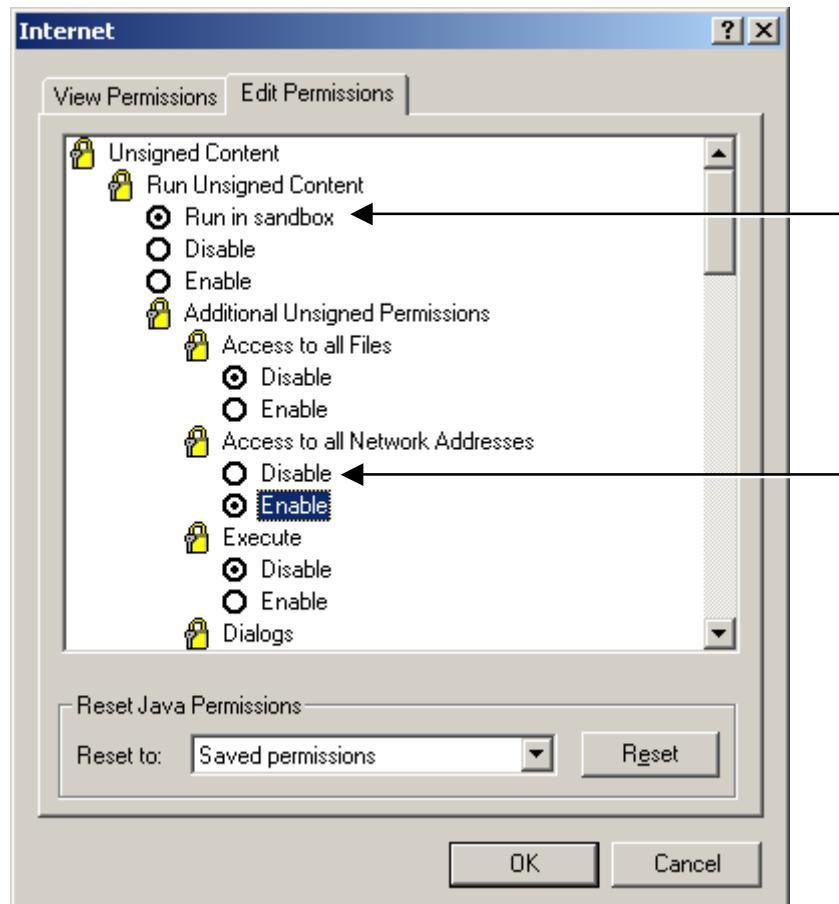 Internet
View Permissions Edit Permissions
Unsigned Content
Run Unsigned Content
Run in sandbox
Disable
Enable
Additional Unsigned Permissions
Access to all Files
Disable
Enable
Access to all Network Addresses
Disable
Enable
Execute
Disable
Enable
Dialogs
Reset Java Permissions
Reset to: Saved permissions Reset
OK Cancel